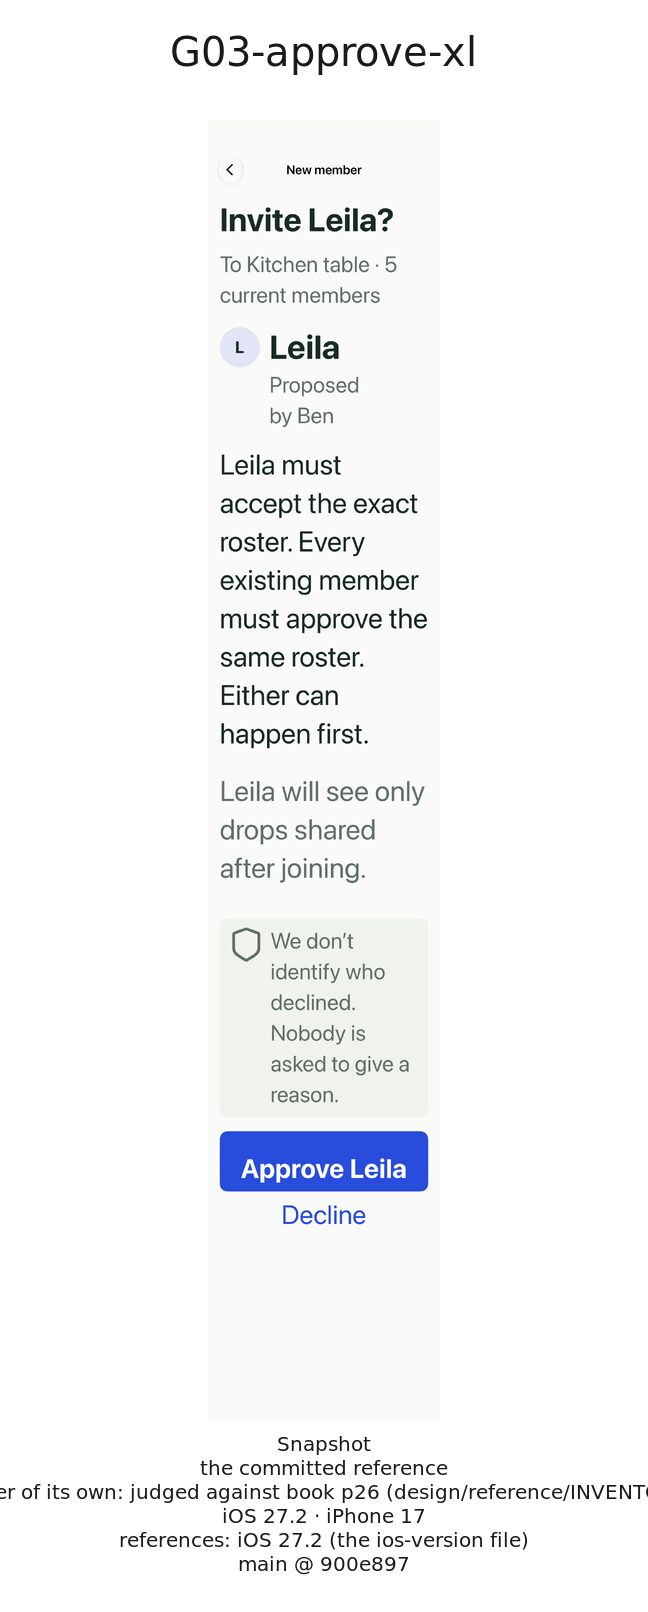 G03-approve-xl
New member
Invite Leila?
To Kitchen table · 5
current members
L
Leila
Proposed
by Ben
Leila must
accept the exact
roster. Every
existing member
must approve the
same roster.
Either can
happen first.
Leila will see only
drops shared
after joining.
We don’t
identify who
declined.
Nobody is
asked to give a
reason.
Approve Leila
Decline
Snapshot
the committed reference
of its own: judged against book p26 (design/reference/
iOS 27.2 · iPhone 17
references: iOS 27.2 (the ios-version file)
main @ 900e897